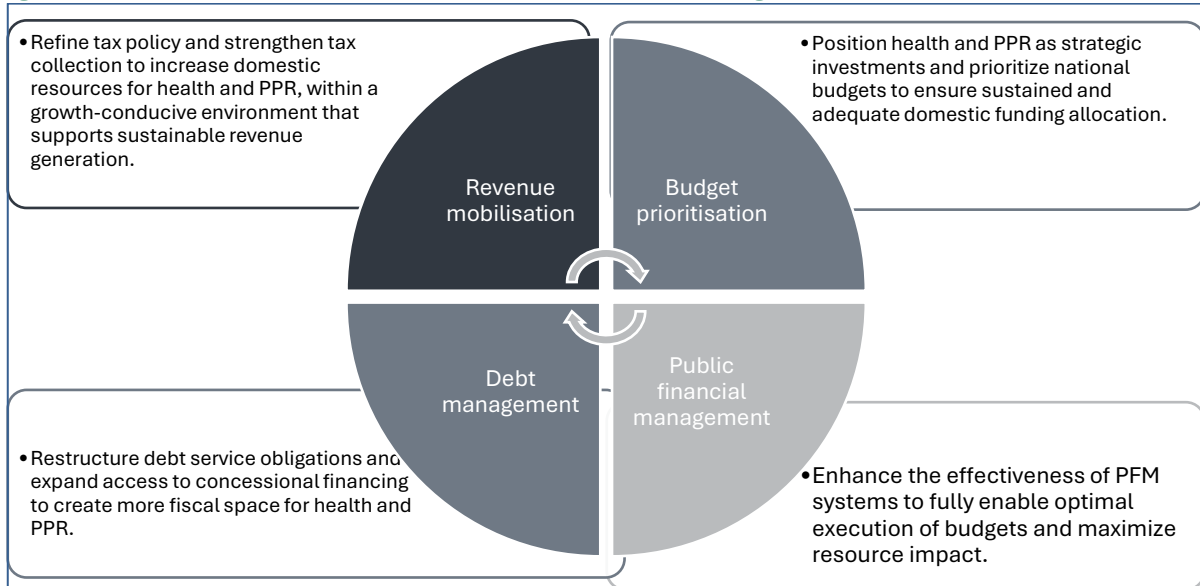 •Refine tax policy and strengthen tax
collection to increase domestic
resources for health and PPR, within a
growth-conducive environment that
supports sustainable revenue
generation.
•Position health and PPR as strategic
investments and prioritize national
budgets to ensure sustained and
adequate domestic funding allocation.
Revenue
mobilisation
Budget
prioritisation
Debt
management
Public
financial
management
•Restructure debt service obligations and
expand access to concessional financing
to create more fiscal space for health and
PPR.
•Enhance the effectiveness of PFM
systems to fully enable optimal
execution of budgets and maximize
resource impact.